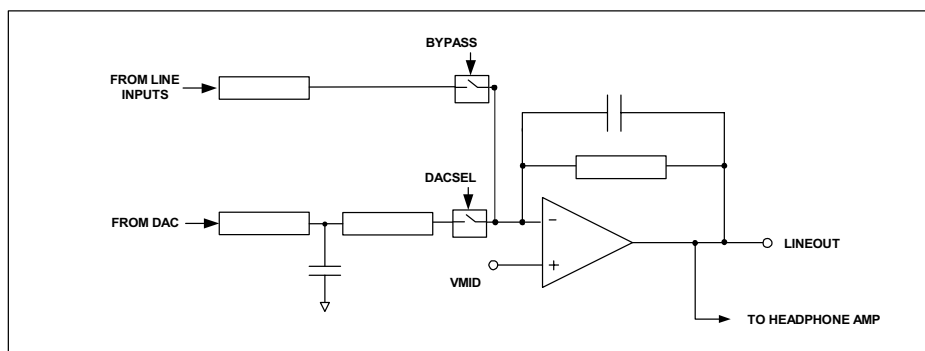 BYPASS
FROM LINE
INPUTS
DACSEL
FROM DAC
−
+
VMID
LINEOUT
TO HEADPHONE AMP